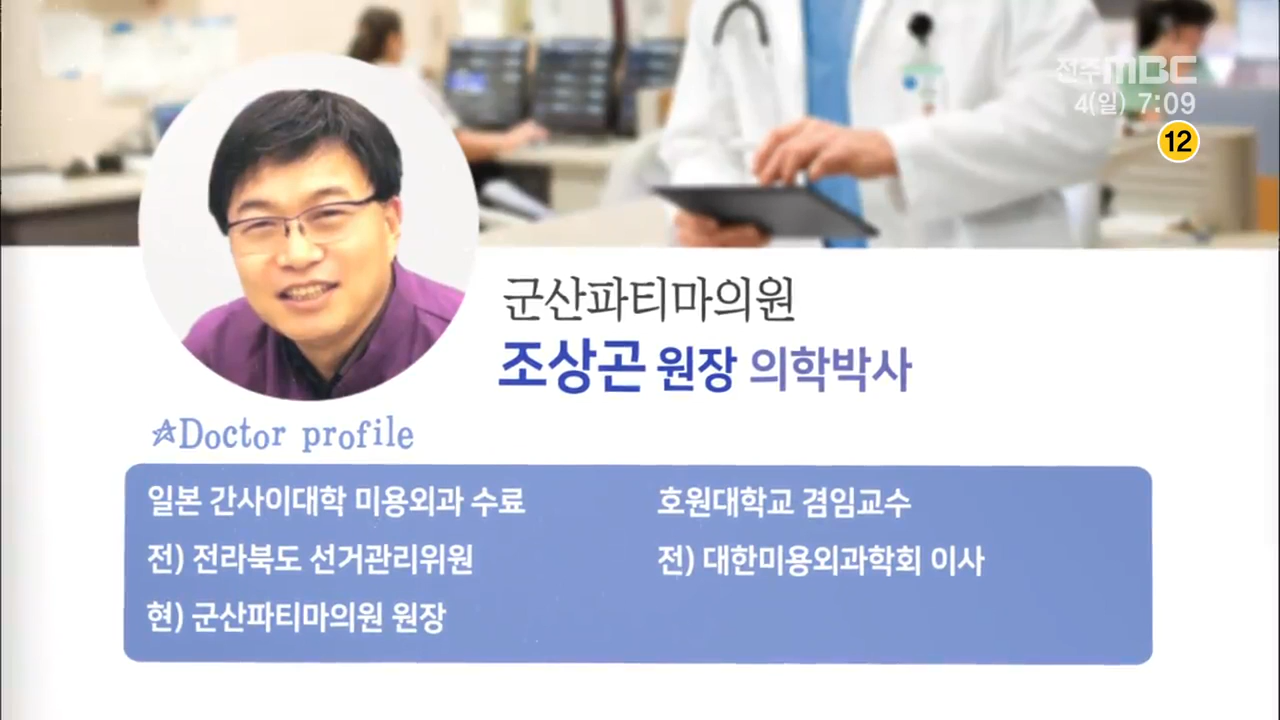 전주MBC
4(일) 7:09
12
군산파티마의원
조상곤 원장 의학박사
Doctor profile
일본 간사이대학 미용외과 수료
호원대학교 겸임교수
전) 전라북도 선거관리위원
전) 대한미용외과학회 이사
현) 군산파티마의원 원장